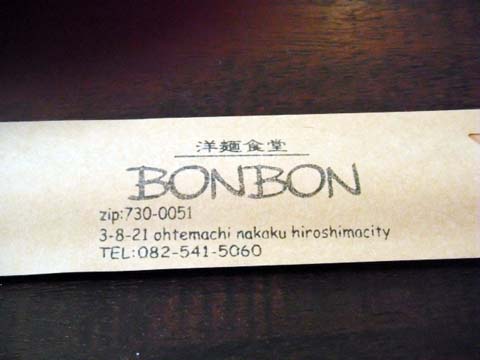 洋麺食堂
BONBON
zip:730-0051
3-8-21 ohtemachi nakaku hiroshimacity
TEL:082-541-5060